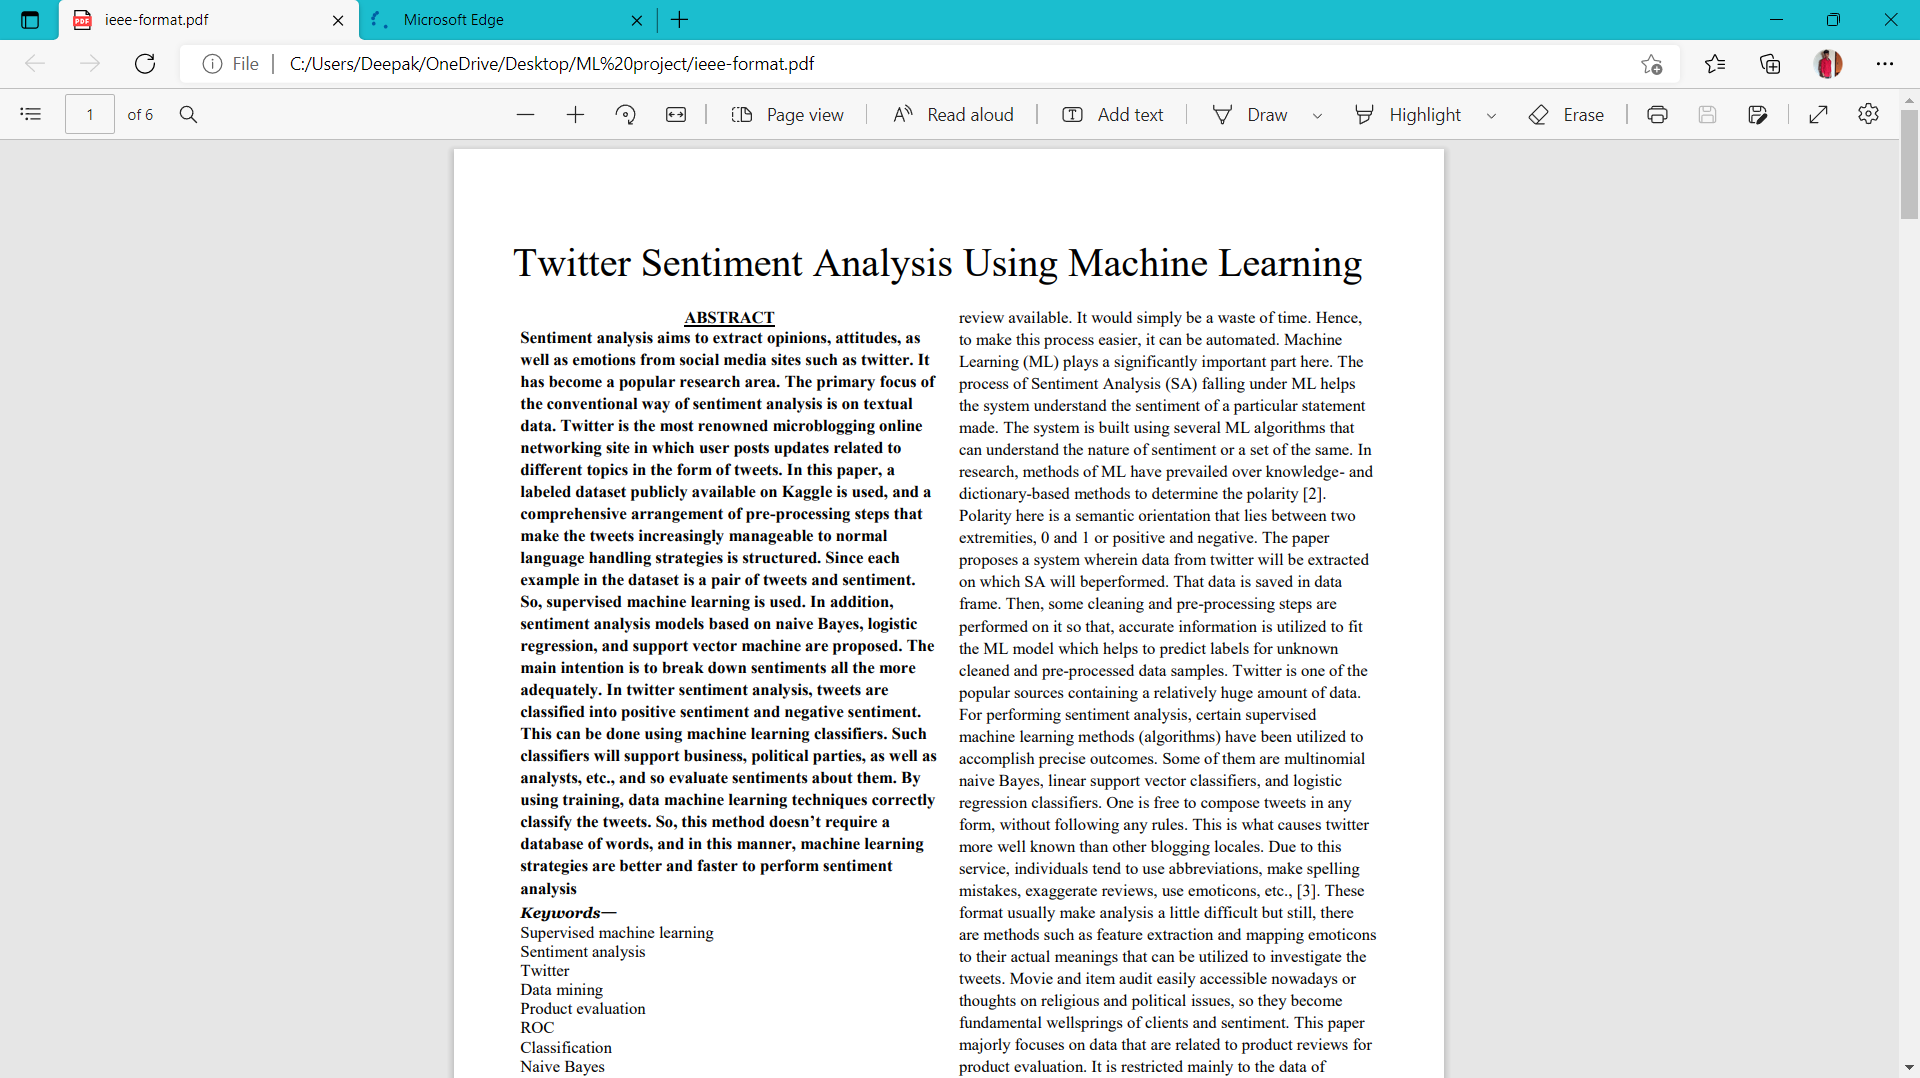 ieee-format.pdf
Microsoft Edge
File
C:/Users/Deepak/OneDrive/Desktop/ML%20project/ieee-format.pdf
1 of 6
Page view
Read aloud
Add text
Draw
Highlight
Erase
Twitter Sentiment Analysis Using Machine Learning
ABSTRACT
Sentiment analysis aims to extract opinions, attitudes, as
well as emotions from social media sites such as twitter. It
has become a popular research area. The primary focus of
the conventional way of sentiment analysis is on textual
data. Twitter is the most renowned microblogging online
networking site in which user posts updates related to
different topics in the form of tweets. In this paper, a
labeled dataset publicly available on Kaggle is used, and a
comprehensive arrangement of pre-processing steps that
make the tweets increasingly manageable to normal
language handling strategies is structured. Since each
example in the dataset is a pair of tweets and sentiment.
So, supervised machine learning is used. In addition,
sentiment analysis models based on naive Bayes, logistic
regression, and support vector machine are proposed. The
main intention is to break down sentiments all the more
adequately. In twitter sentiment analysis, tweets are
classified into positive sentiment and negative sentiment.
This can be done using machine learning classifiers. Such
classifiers will support business, political parties, as well as
analysts, etc., and so evaluate sentiments about them. By
using training, data machine learning techniques correctly
classify the tweets. So, this method doesn’t require a
database of words, and in this manner, machine learning
strategies are better and faster to perform sentiment
analysis
Keywords—
Supervised machine learning
Sentiment analysis
Twitter
Data mining
Product evaluation
ROC
Classification
Naive Bayes
review available. It would simply be a waste of time. Hence,
to make this process easier, it can be automated. Machine
Learning (ML) plays a significantly important part here. The
process of Sentiment Analysis (SA) falling under ML helps
the system understand the sentiment of a particular statement
made. The system is built using several ML algorithms that
can understand the nature of sentiment or a set of the same. In
research, methods of ML have prevailed over knowledge- and
dictionary-based methods to determine the polarity [2].
Polarity here is a semantic orientation that lies between two
extremities, 0 and 1 or positive and negative. The paper
proposes a system wherein data from twitter will be extracted
on which SA will beperformed. That data is saved in data
frame. Then, some cleaning and pre-processing steps are
performed on it so that, accurate information is utilized to fit
the ML model which helps to predict labels for unknown
cleaned and pre-processed data samples. Twitter is one of the
popular sources containing a relatively huge amount of data.
For performing sentiment analysis, certain supervised
machine learning methods (algorithms) have been utilized to
accomplish precise outcomes. Some of them are multinomial
naive Bayes, linear support vector classifiers, and logistic
regression classifiers. One is free to compose tweets in any
form, without following any rules. This is what causes twitter
more well known than other blogging locales. Due to this
service, individuals tend to use abbreviations, make spelling
mistakes, exaggerate reviews, use emoticons, etc., [3]. These
format usually make analysis a little difficult but still, there
are methods such as feature extraction and mapping emoticons
to their actual meanings that can be utilized to investigate the
tweets. Movie and item audit easily accessible nowadays or
thoughts on religious and political issues, so they become
fundamental wellsprings of clients and sentiment. This paper
majorly focuses on data that are related to product reviews for
product evaluation. It is restricted mainly to the data of